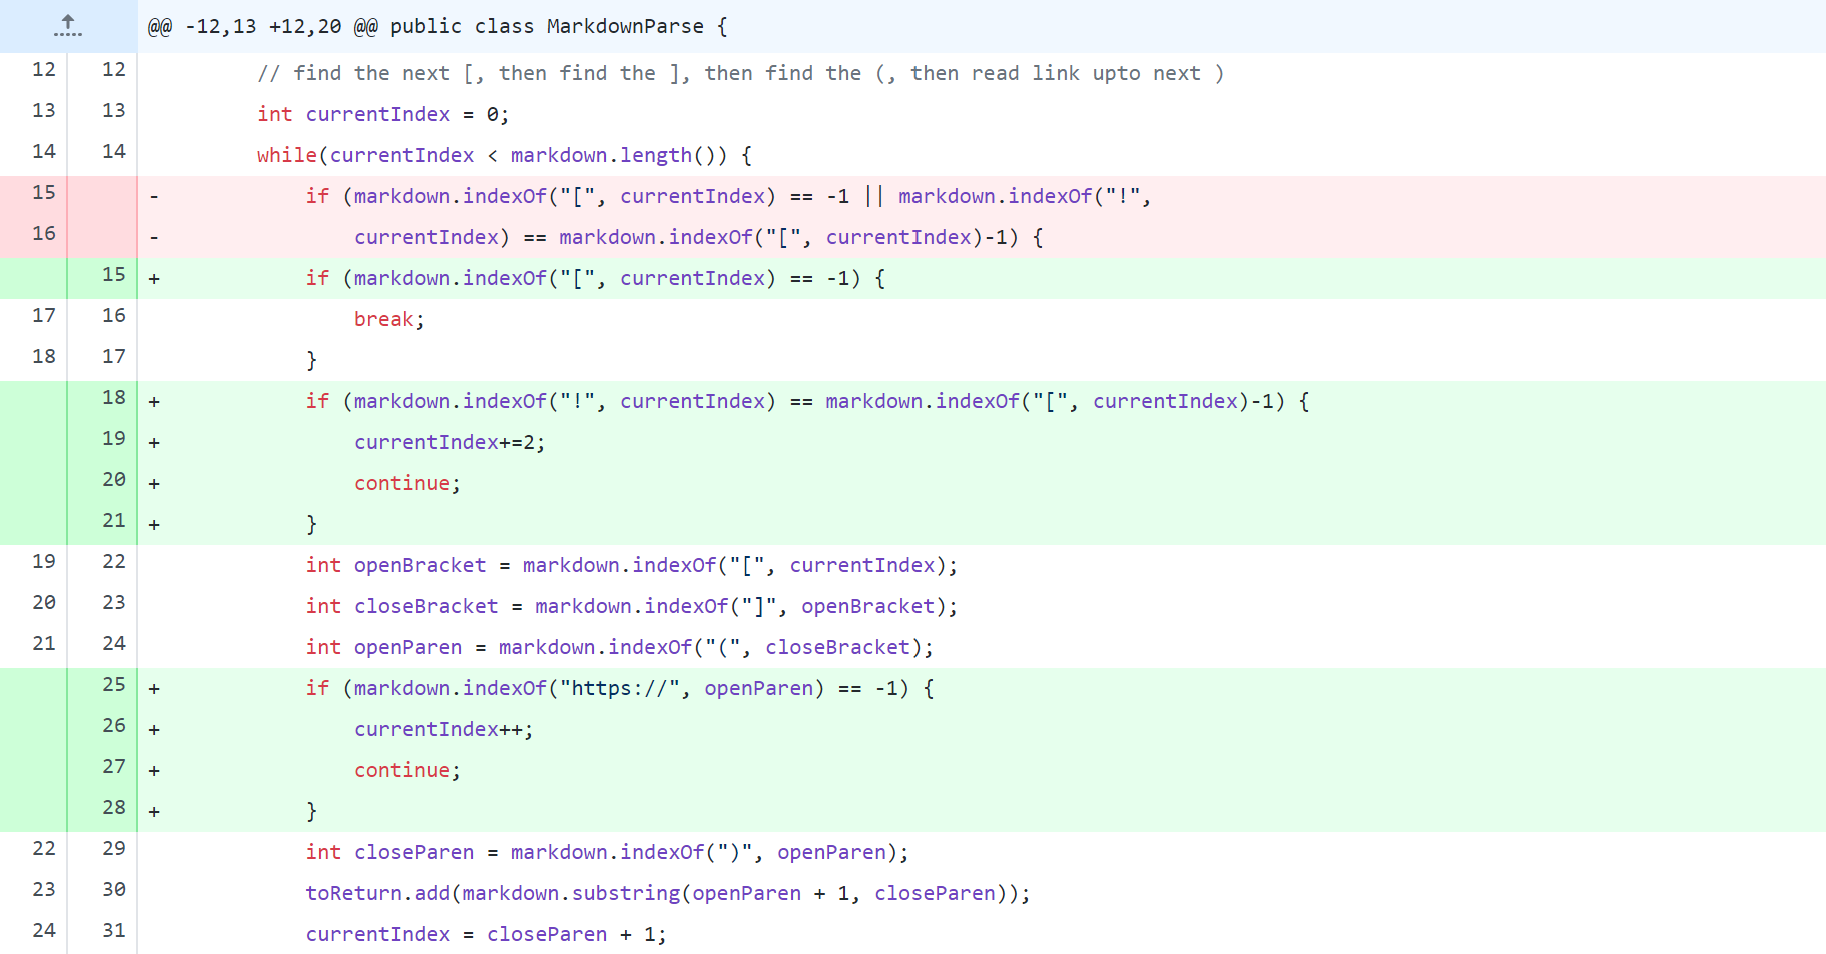 @@ -12,13 +12,20 @@ public class MarkdownParse {
12 12 // find the next [, then find the ], then find the (, then read link upto next )
13 13 int currentIndex = 0;
14 14 while(currentIndex < markdown.length()) {
15 - if (markdown.indexOf("[", currentIndex) == -1 || markdown.indexOf("!",
16 - currentIndex) == markdown.indexOf("[", currentIndex)-1) {
15 + if (markdown.indexOf("[", currentIndex) == -1) {
17 16 break;
18 17 }
18 + if (markdown.indexOf("!", currentIndex) == markdown.indexOf("[", currentIndex)-1) {
19 + currentIndex+=2;
20 + continue;
21 + }
19 22 int openBracket = markdown.indexOf("[", currentIndex);
20 23 int closeBracket = markdown.indexOf("]", openBracket);
21 24 int openParen = markdown.indexOf("(", closeBracket);
25 + if (markdown.indexOf("https://", openParen) == -1) {
26 + currentIndex++;
27 + continue;
28 + }
22 29 int closeParen = markdown.indexOf(")", openParen);
23 30 toReturn.add(markdown.substring(openParen + 1, closeParen));
24 31 currentIndex = closeParen + 1;